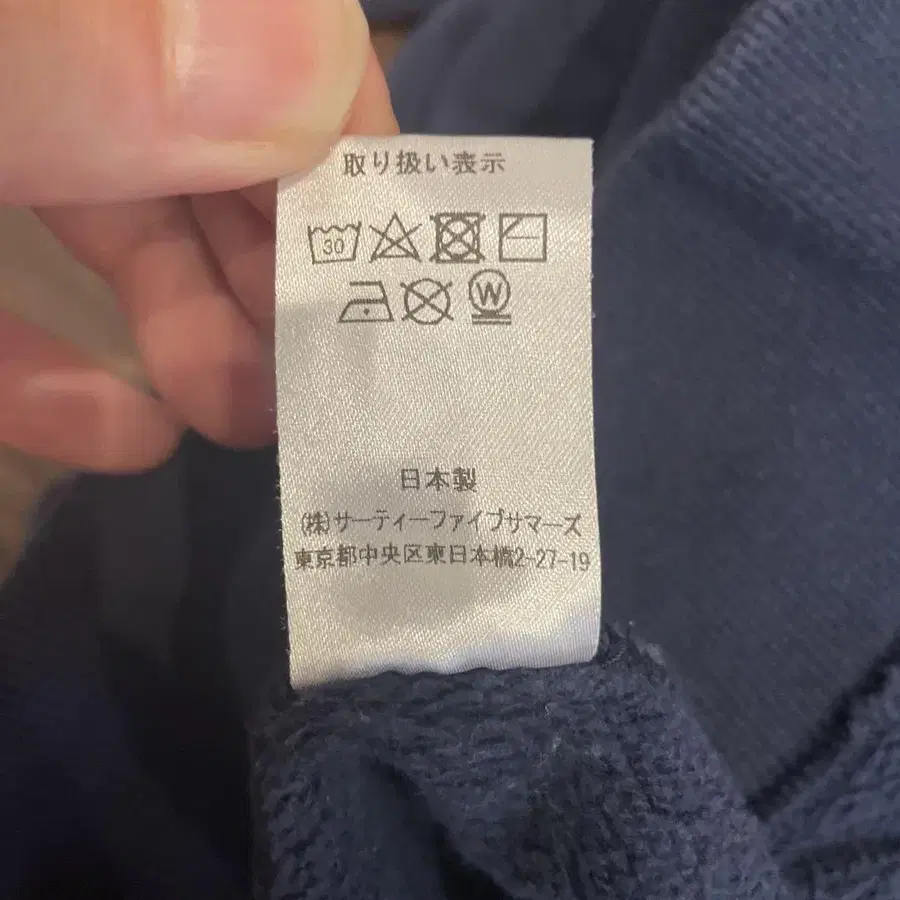 取り扱い表示
30
W
日本製
(株)サーティーファイブサマーズ
東京都中央区東日本橋2-27-19